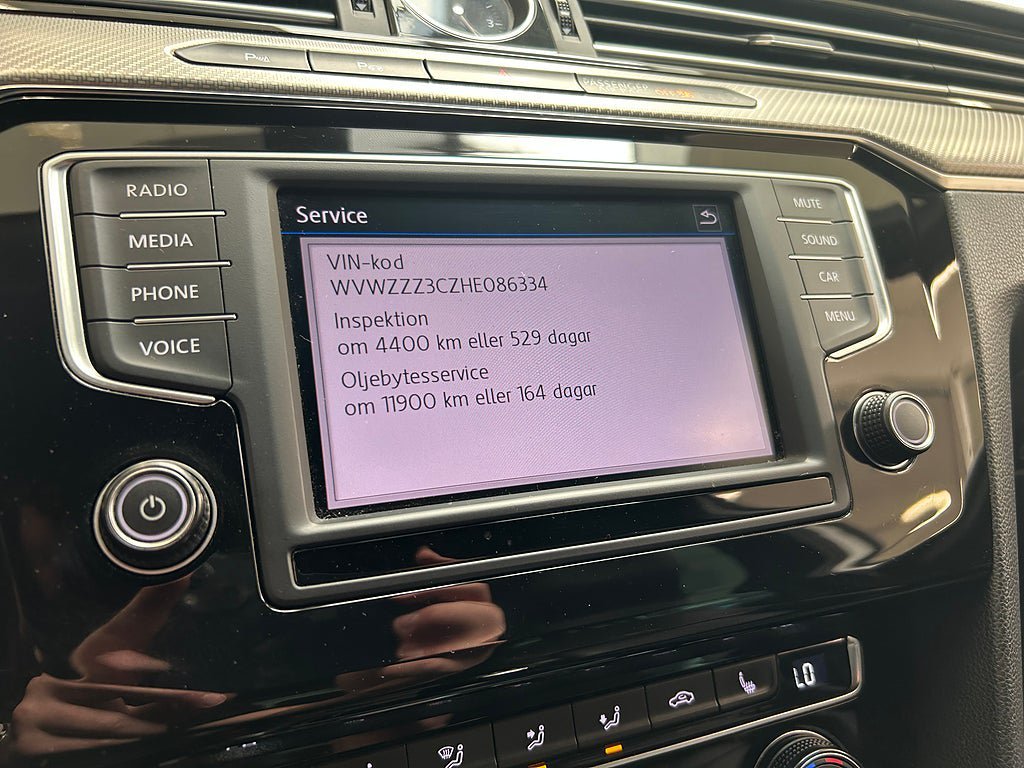 PASSENGER
RADIO
MEDIA
PHONE
VOICE
Service
VIN-kod
WVWZZZ3CZHE086334
Inspektion
om 4400 km eller 529 dagar
Oljebytesservice
om 11900 km eller 164 dagar
MUTE
SOUND
CAR
MENU
LO